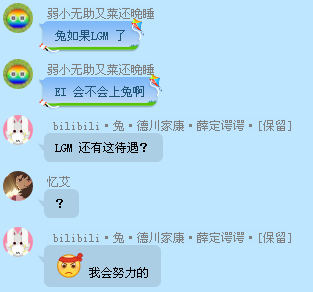 弱小无助又菜还晚睡
兔如果LGM 了
弱小无助又菜还晚睡
EI 会不会上兔啊
bilibili·兔·德川家康·薛定谔谔·[保留]
LGM 还有这待遇？
忆艾
？
bilibili·兔·德川家康·薛定谔谔·[保留]
我会努力的